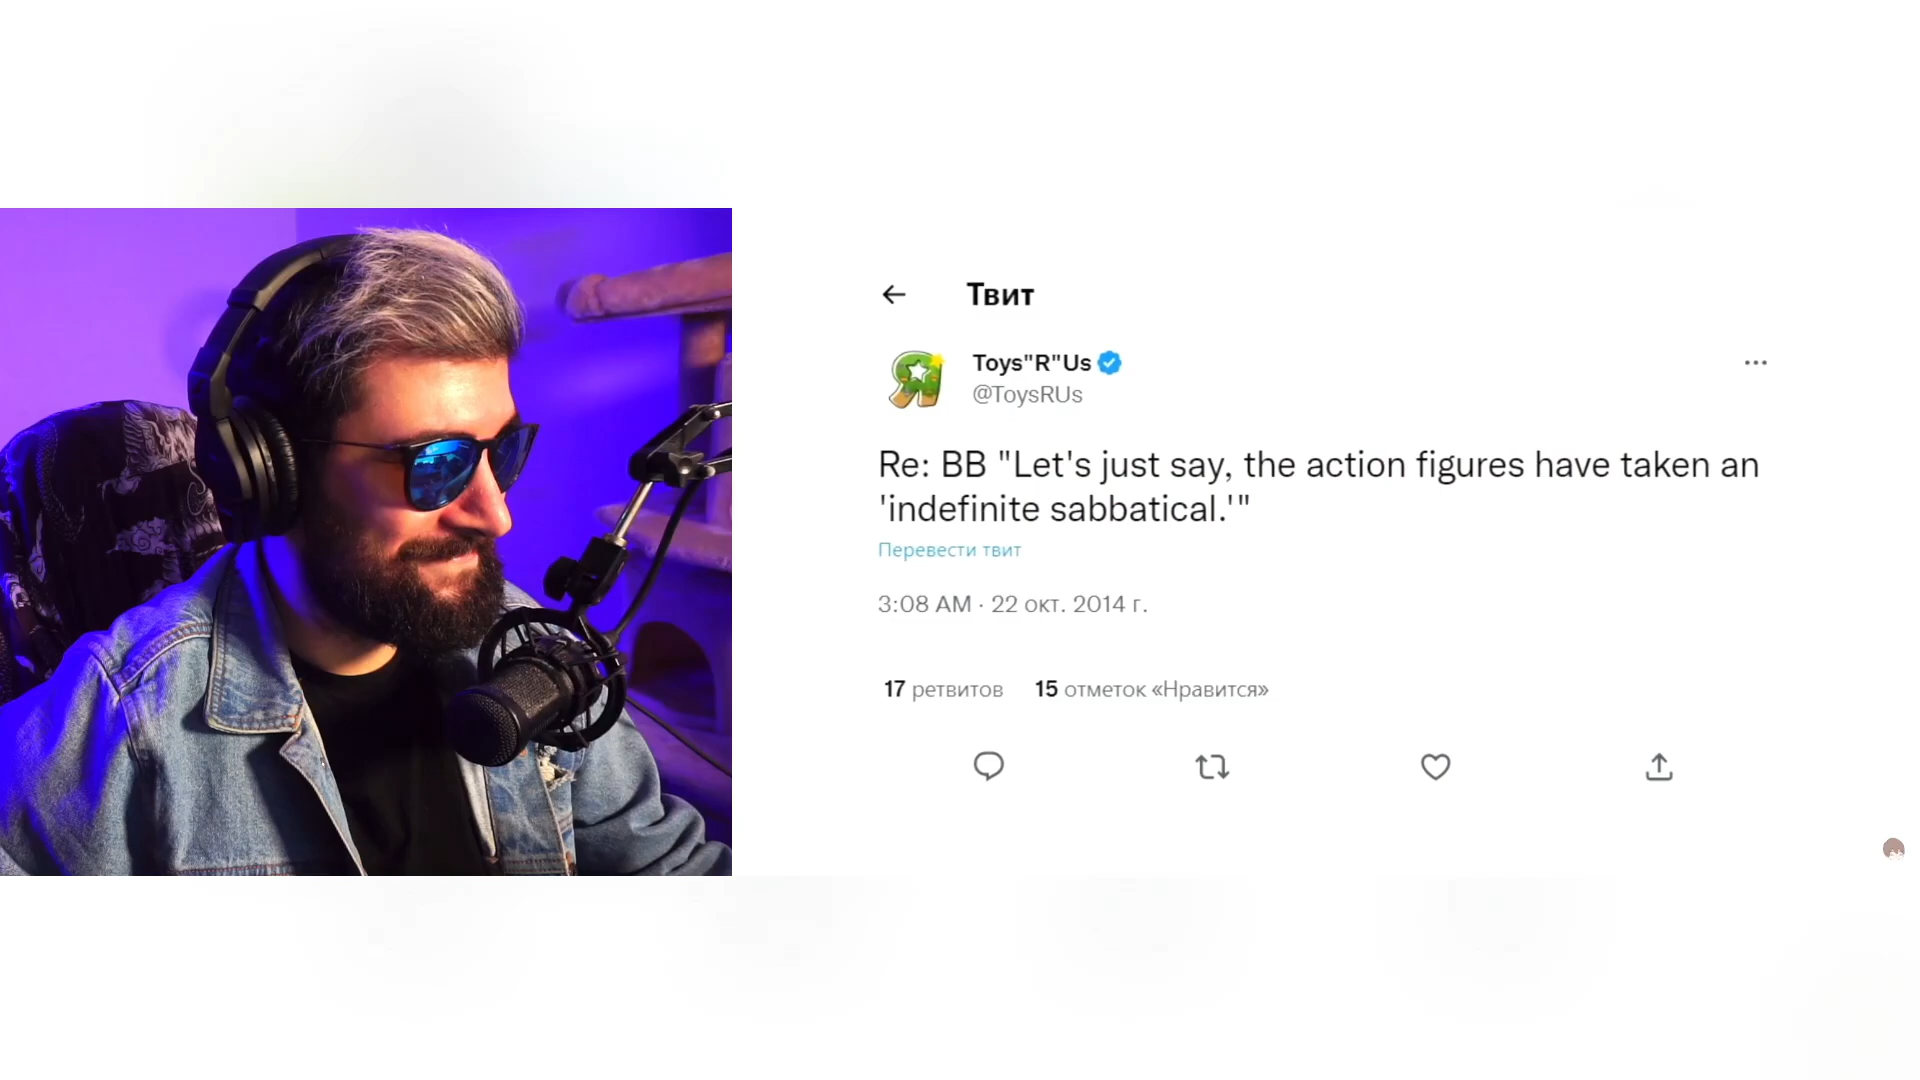 Твит
Toys"R"Us
@ToysRUs
Re: BB "Let's just say, the action figures have taken an
'indefinite sabbatical.'"
Перевести твит
3:08 AM · 22 окт. 2014 г.
17 ретвитов 15 отметок «Нравится»